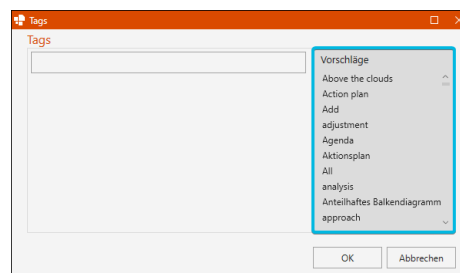 Tags
Tags
Vorschläge
Above the clouds
Action plan
Add
adjustment
Agenda
Aktionsplan
All
analysis
Anteilhaftes Balkendiagramm
approach
OK
Abbrechen